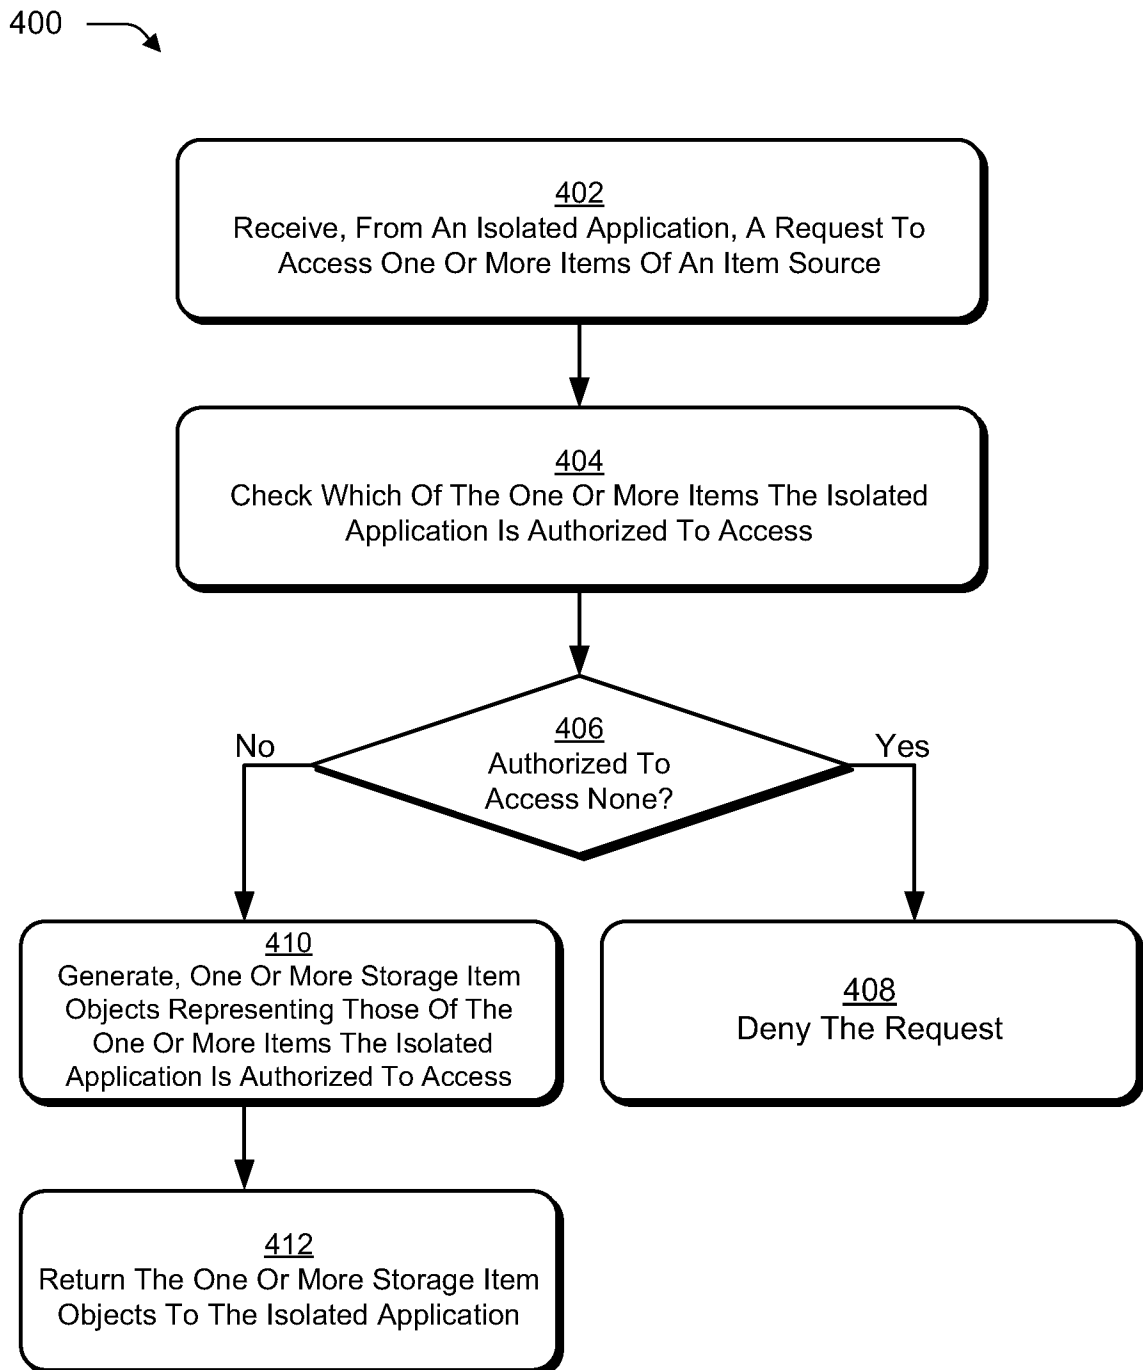 400
402
Receive, From An Isolated Application, A Request To
Access One Or More Items Of An Item Source
404
Check Which Of The One Or More Items The Isolated
Application Is Authorized To Access
406
Authorized To
Access None?
No
Yes
410
Generate, One Or More Storage Item
Objects Representing Those Of The
One Or More Items The Isolated
Application Is Authorized To Access
408
Deny The Request
412
Return The One Or More Storage Item
Objects To The Isolated Application